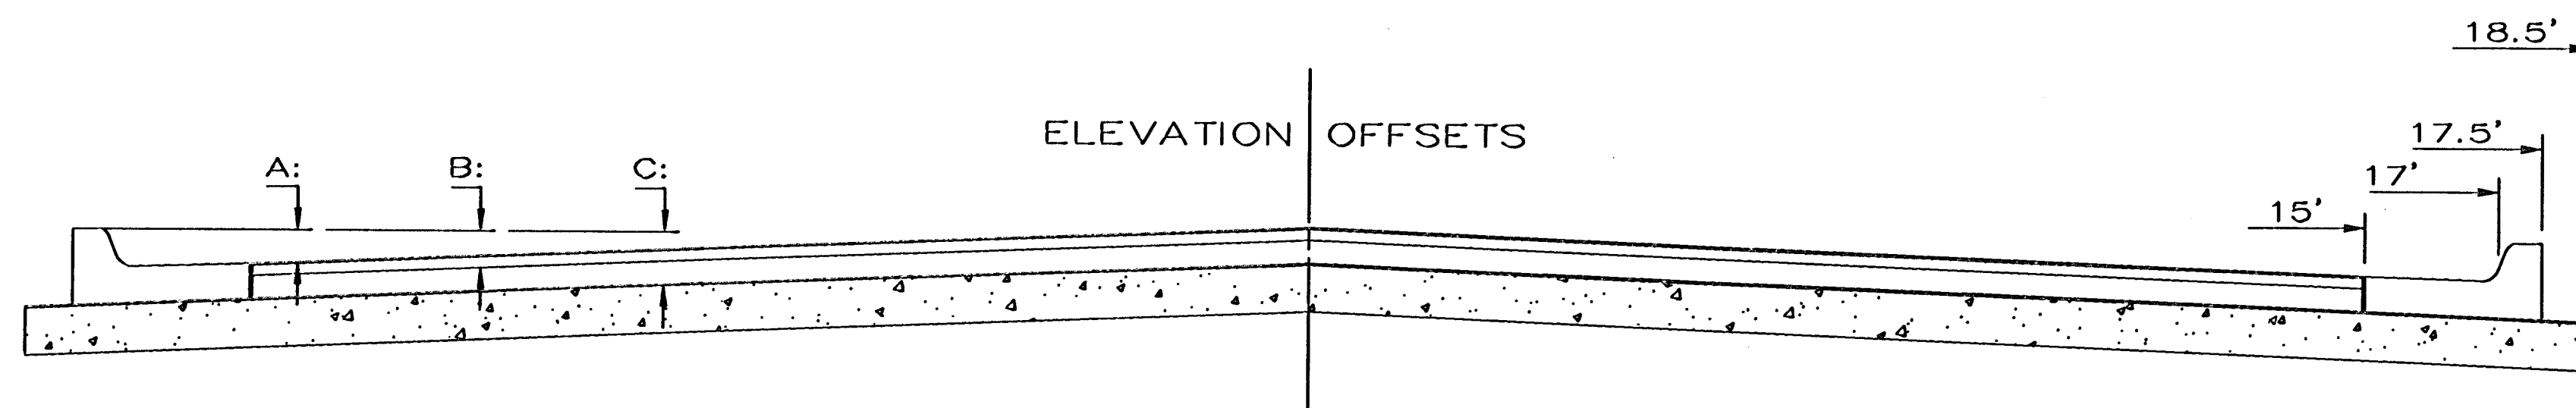 18.5'
ELEVATION OFFSETS
17.5'
A: B: C:
17'
15'